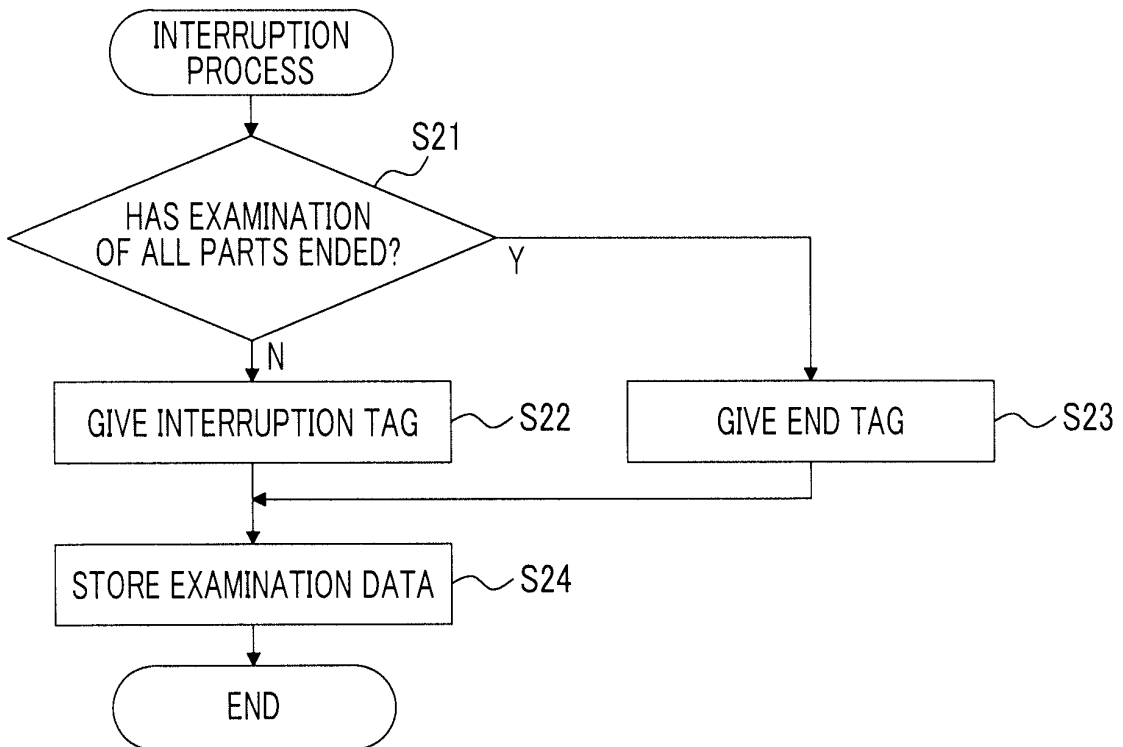 INTERRUPTION
PROCESS
S21
HAS EXAMINATION
OF ALL PARTS ENDED?
Y
N
GIVE INTERRUPTION TAG
S22
GIVE END TAG
S23
STORE EXAMINATION DATA
S24
END